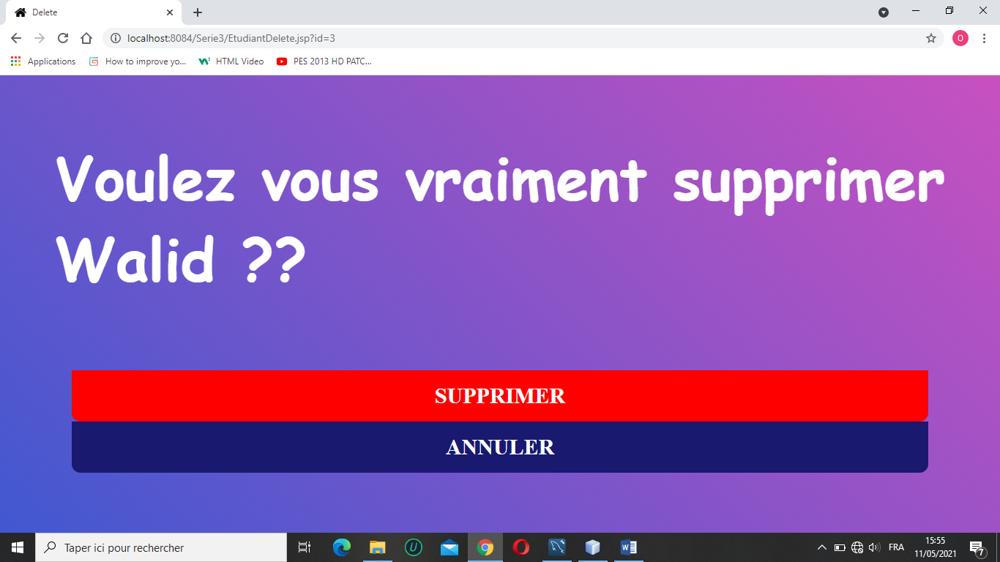 Delete
localhost:8084/Serie3/EtudiantDelete.jsp?id=3
O
Applications
How to improve yo...
HTML Video
PES 2013 HD PATC...
Voulez vous vraiment supprimer
Walid ??
SUPPRIMER
ANNULER
Taper ici pour rechercher
FRA
15:55
11/05/2021
7